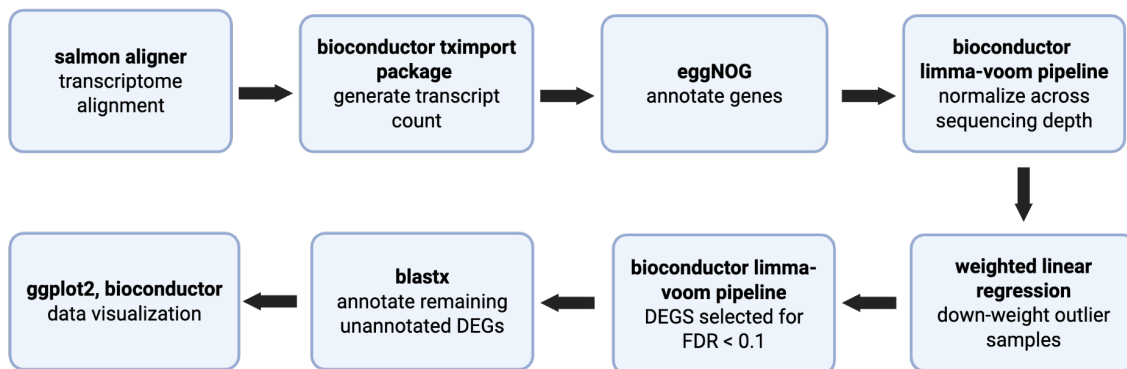 salmon aligner
transcriptome
alignment
bioconductor tximport
package
generate transcript
count
eggNOG
annotate genes
bioconductor
limma-voom pipeline
normalize across
sequencing depth
weighted linear
regression
down-weight outlier
samples
bioconductor limma-
voom pipeline
DEGS selected for
FDR < 0.1
blastx
annotate remaining
unannotated DEGs
ggplot2, bioconductor
data visualization